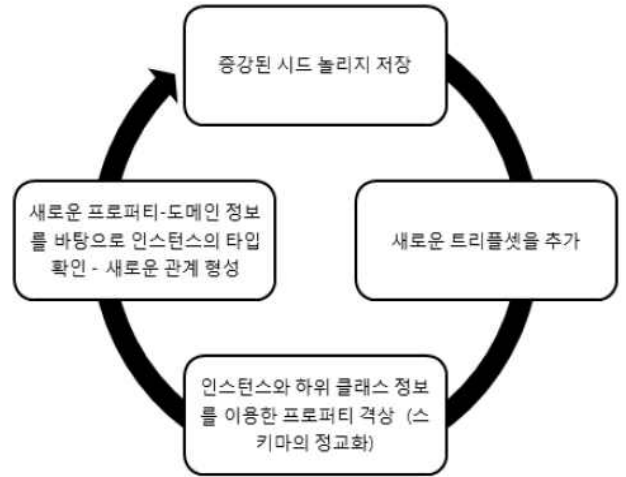 증강된 시드 놀리지 저장
새로운 프로퍼티-도메인 정보
를 바탕으로 인스턴스의 타입
확인 - 새로운 관계 형성
새로운 트리플셋을 추가
인스턴스와 하위 클래스 정보
를 이용한 프로퍼티 격상 (스
키마의 정교화)